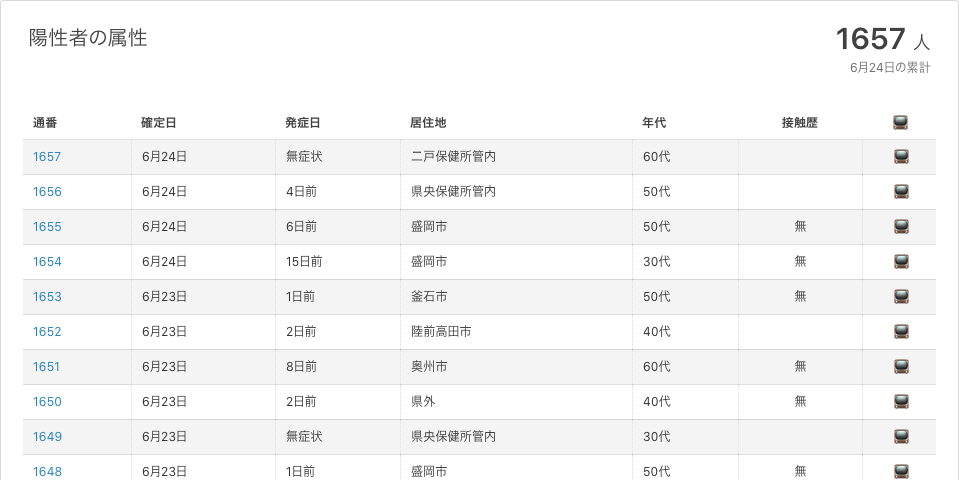 陽性者の属性
1657 人
6月24日の累計
通番 確定日 発症日 居住地 年代 接触歴
1657 6月24日 無症状 二戸保健所管内 60代
1656 6月24日 4日前 県央保健所管内 50代
1655 6月24日 6日前 盛岡市 50代 無
1654 6月24日 15日前 盛岡市 30代 無
1653 6月23日 1日前 釜石市 50代 無
1652 6月23日 2日前 陸前高田市 40代
1651 6月23日 8日前 奥州市 60代 無
1650 6月23日 2日前 県外 40代 無
1649 6月23日 無症状 県央保健所管内 30代
1648 6月23日 1日前 盛岡市 50代 無